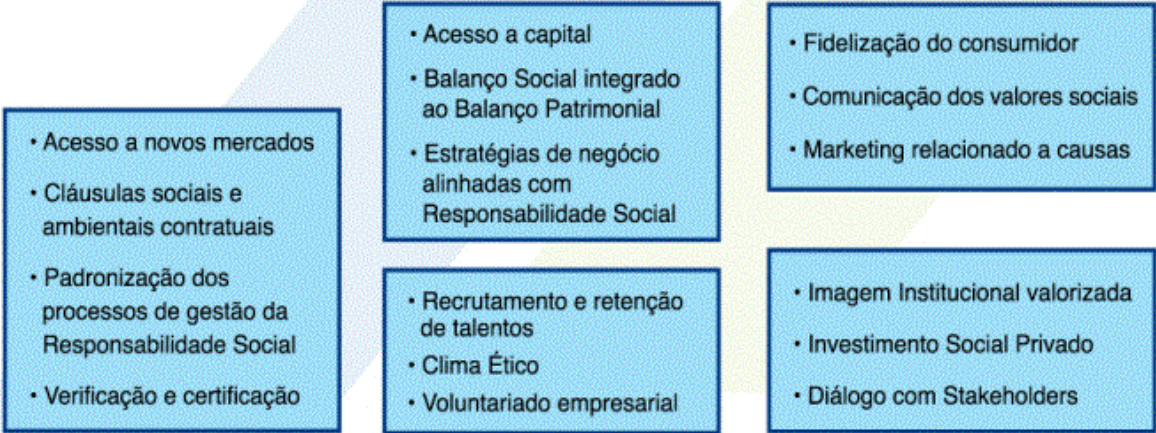 • Acesso a novos mercados
• Cláusulas sociais e
ambientais contratuais
• Padronização dos
processos de gestão da
Responsabilidade Social
• Verificação e certificação
• Acesso a capital
• Balanço Social integrado
ao Balanço Patrimonial
• Estratégias de negócio
alinhadas com
Responsabilidade Social
• Recrutamento e retenção
de talentos
• Clima Ético
• Voluntariado empresarial
• Fidelização do consumidor
• Comunicação dos valores sociais
• Marketing relacionado a causas
• Imagem Institucional valorizada
• Investimento Social Privado
• Diálogo com Stakeholders